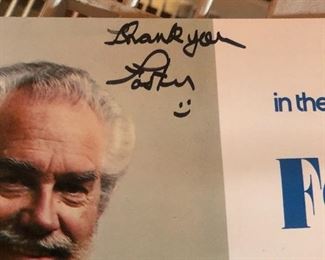 Thank you
Foster
in the